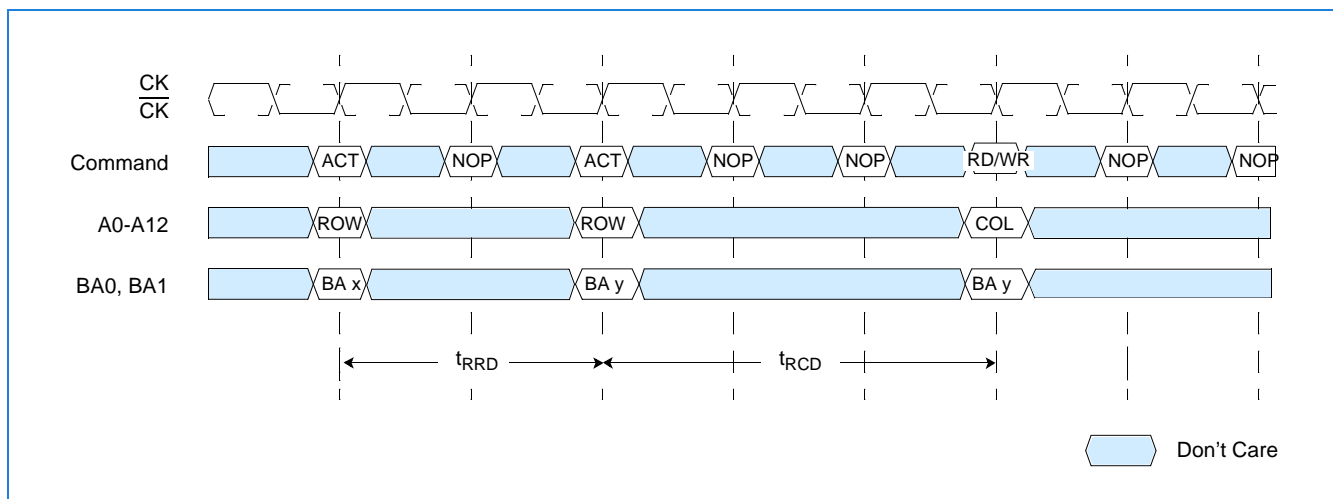 CK
CK
Command ACT NOP ACT NOP NOP RD/WR NOP NOP
A0-A12 ROW ROW COL
BA0, BA1 BA x BA y BA y
tRRD tRCD
Don't Care